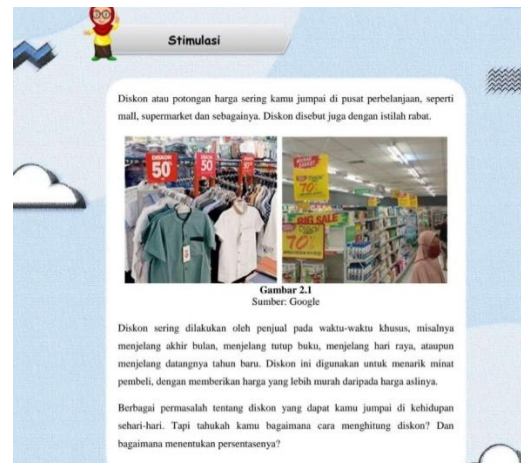 Stimulasi
Diskon atau potongan harga sering kamu jumpai di pusat perbelanjaan, seperti
mall, supermarket dan sebagainya. Diskon disebut juga dengan istilah rabat.
DISKON
50
50
70
BIG SALE
70
Gambar 2.1
Sumber: Google
Diskon sering dilakukan oleh penjual pada waktu-waktu khusus, misalnya
menjelang akhir bulan, menjelang tutup buku, menjelang hari raya, ataupun
menjelang datangnya tahun baru. Diskon ini digunakan untuk menarik minat
pembeli, dengan memberikan harga yang lebih murah daripada harga aslinya.
Berbagai permasalah tentang diskon yang dapat kamu jumpai di kehidupan
sehari-hari. Tapi tahukah kamu bagaimana cara menghitung diskon? Dan
bagaimana menentukan persentasenya?